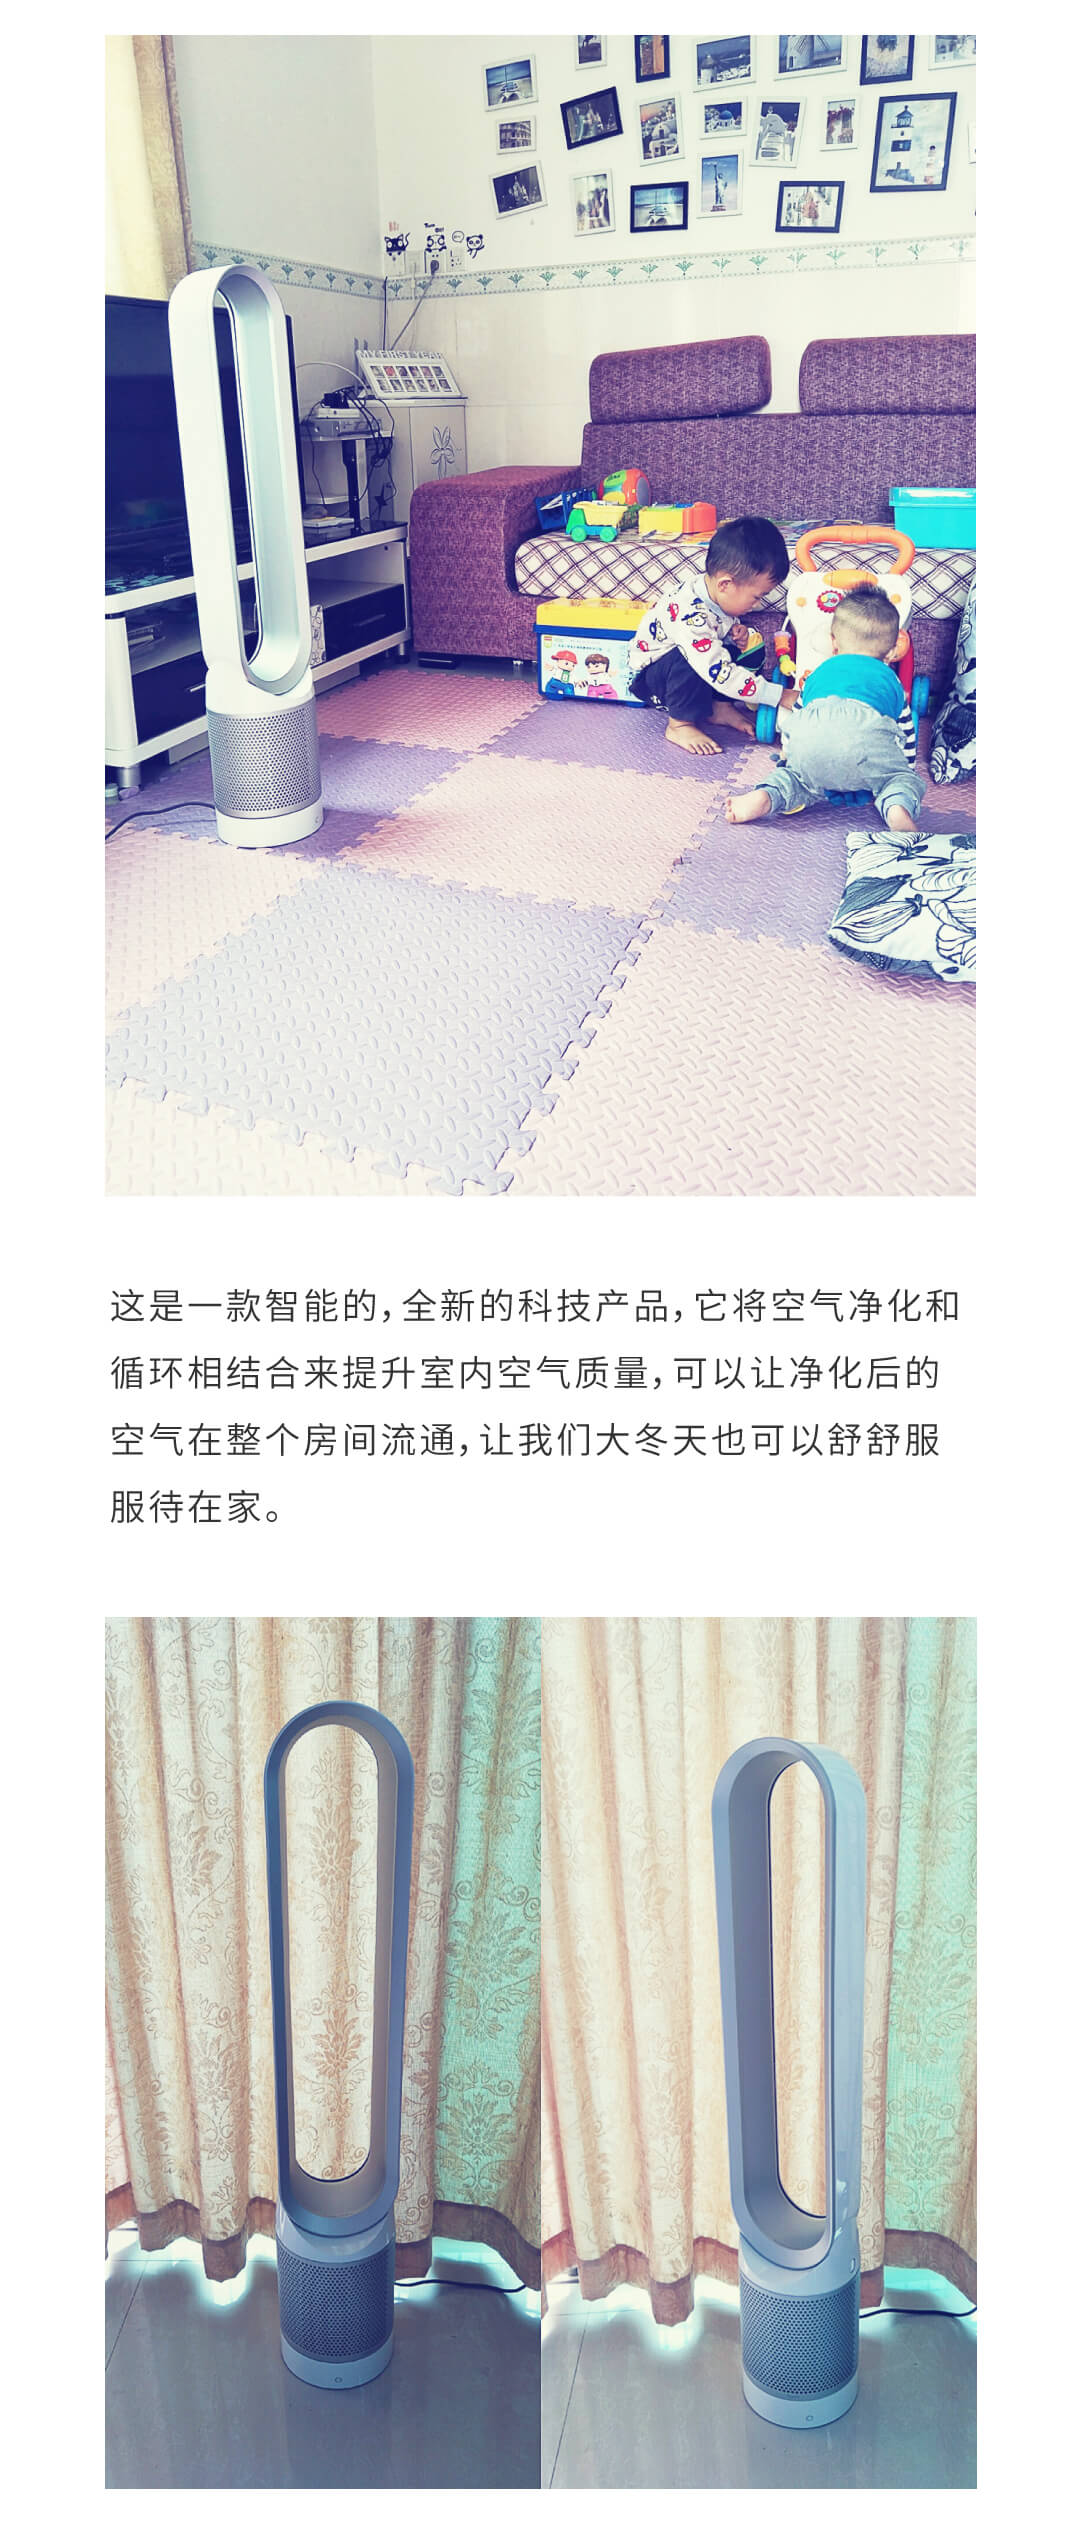 MY FIRST YEAR
这是一款智能的，全新的科技产品，它将空气净化和
循环相结合来提升室内空气质量，可以让净化后的
空气在整个房间流通，让我们大冬天也可以舒舒服
服待在家。